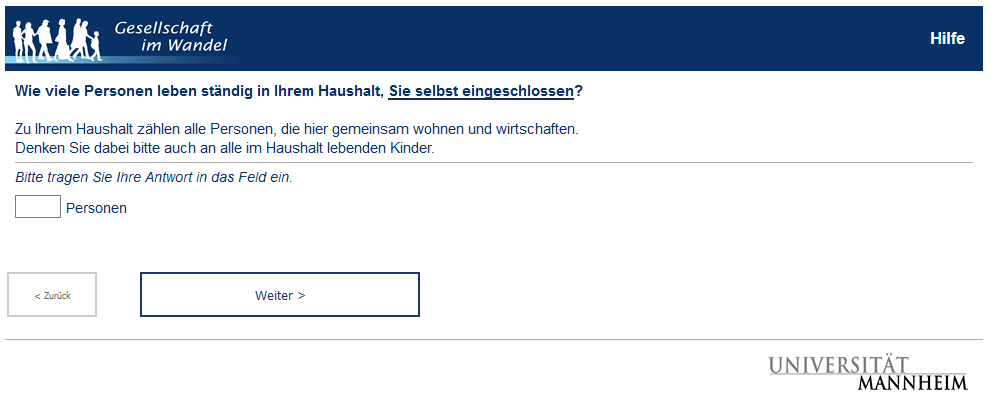 Gesellschaft
im Wandel
Hilfe
Wie viele Personen leben ständig in Ihrem Haushalt, Sie selbst eingeschlossen?
Zu Ihrem Haushalt zählen alle Personen, die hier gemeinsam wohnen und wirtschaften.
Denken Sie dabei bitte auch an alle im Haushalt lebenden Kinder.
Bitte tragen Sie Ihre Antwort in das Feld ein.
Personen
< Zurück
Weiter >
UNIVERSITÄT
MANNHEIM